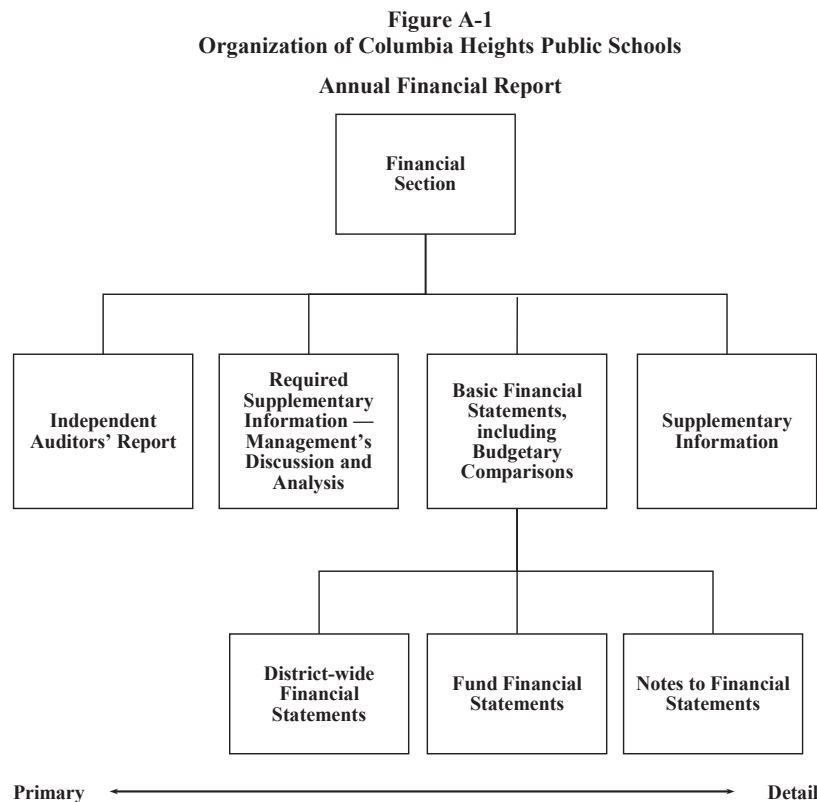 Figure A-1
Organization of Columbia Heights Public Schools
Annual Financial Report
Financial
Section
Independent
Auditors’ Report
Required
Supplementary
Information —
Management’s
Discussion and
Analysis
Basic Financial
Statements,
including
Budgetary
Comparisons
Supplementary
Information
District-wide
Financial
Statements
Fund Financial
Statements
Notes to Financial
Statements
Primary
Detail